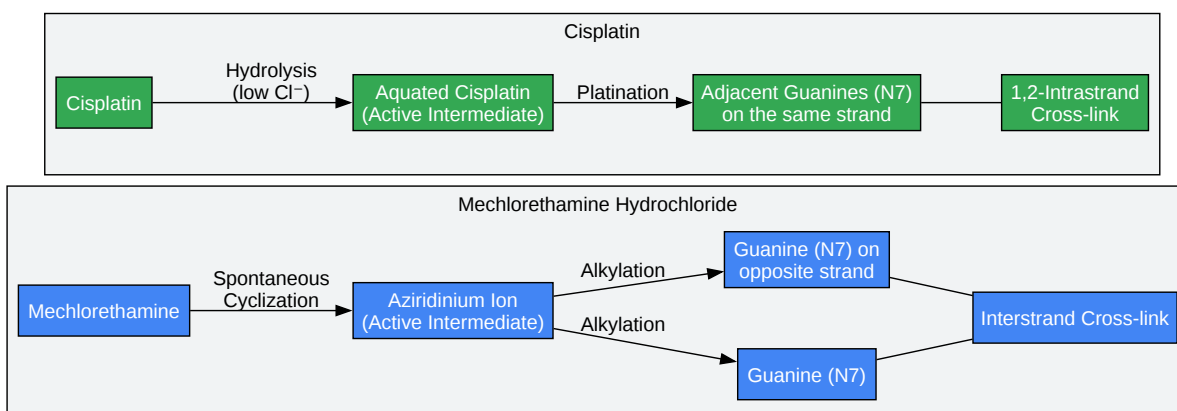 Cisplatin
Cisplatin
Hydrolysis
(low Cl⁻)
Aquated Cisplatin
(Active Intermediate)
Platination
Adjacent Guanines (N7)
on the same strand
1,2-Intrastrand
Cross-link
Mechlorethamine Hydrochloride
Mechlorethamine
Spontaneous
Cyclization
Aziridinium Ion
(Active Intermediate)
Alkylation
Guanine (N7) on
opposite strand
Alkylation
Guanine (N7)
Interstrand Cross-link